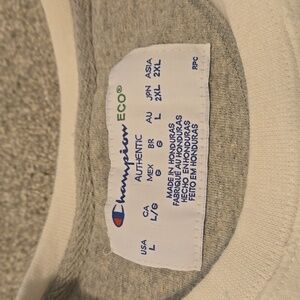 Champion ECO®
AUTHENTIC
USA CA MEX BR AU JPN ASIA
L L/G G G L 2XL 2XL
MADE IN HONDURAS
FABRIQUÉ AU HONDURAS
HECHO EN HONDURAS
FEITO EM HONDURAS
RPC